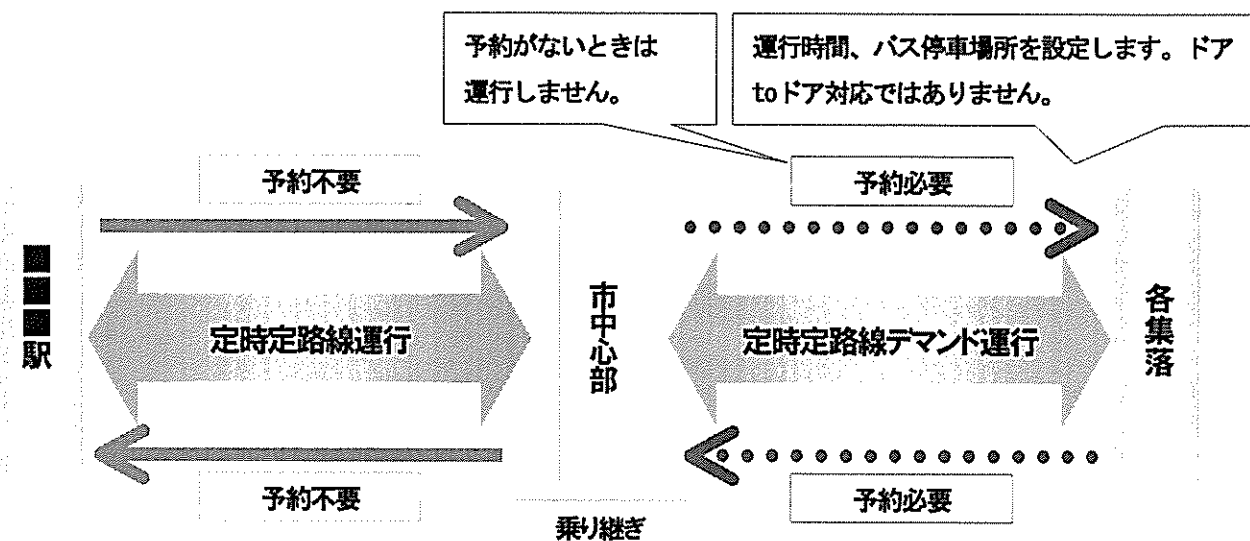 予約がないときは
運行しません。
運行時間、バス停車場所を設定します。ドア
toドア対応ではありません。
予約不要
予約必要
■■■駅
定時定路線運行
市中心部
定時定路線デマンド運行
各集落
予約不要
予約必要
乗り継ぎ